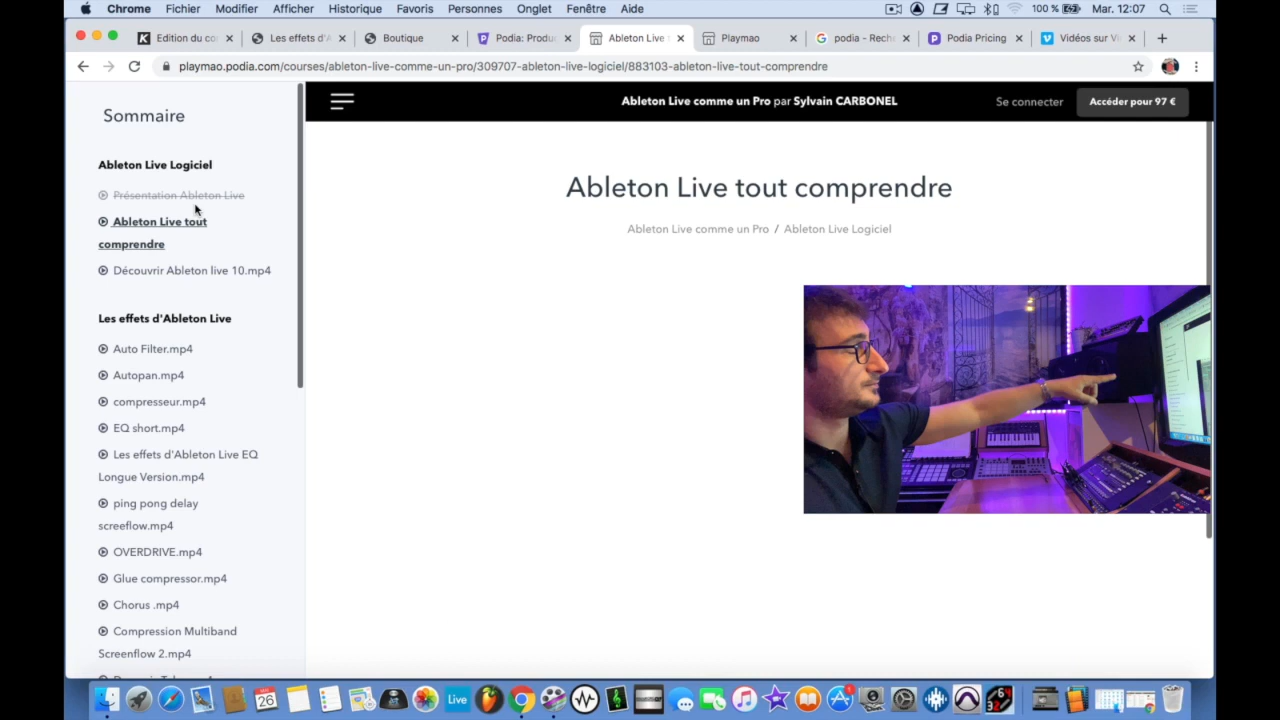 Chrome Fichier Modifier Afficher Historique Favoris Personnes Onglet Fenêtre Aide 100 % Mar. 12:07
Edition du co
Les effets d'A
Boutique
Podia: Produ
Ableton Live
Playmao
podia - Reche
Podia Pricing
Vidéos sur Vi
playmao.podia.com/courses/ableton-live-comme-un-pro/309707-ableton-live-logiciel/883103-ableton-live-tout-comprendre
Ableton Live comme un Pro par Sylvain CARBONEL
Se connecter
Accéder pour 97 €
Sommaire
Ableton Live Logiciel
Présentation Ableton Live
Ableton Live tout
comprendre
Découvrir Ableton live 10.mp4
Les effets d'Ableton Live
Auto Filter.mp4
Autopan.mp4
compresseur.mp4
EQ short.mp4
Les effets d'Ableton Live EQ
Longue Version.mp4
ping pong delay
screeflow.mp4
OVERDRIVE.mp4
Glue compressor.mp4
Chorus .mp4
Compression Multiband
Screenflow 2.mp4
Ableton Live tout comprendre
Ableton Live comme un Pro / Ableton Live Logiciel
26
Live